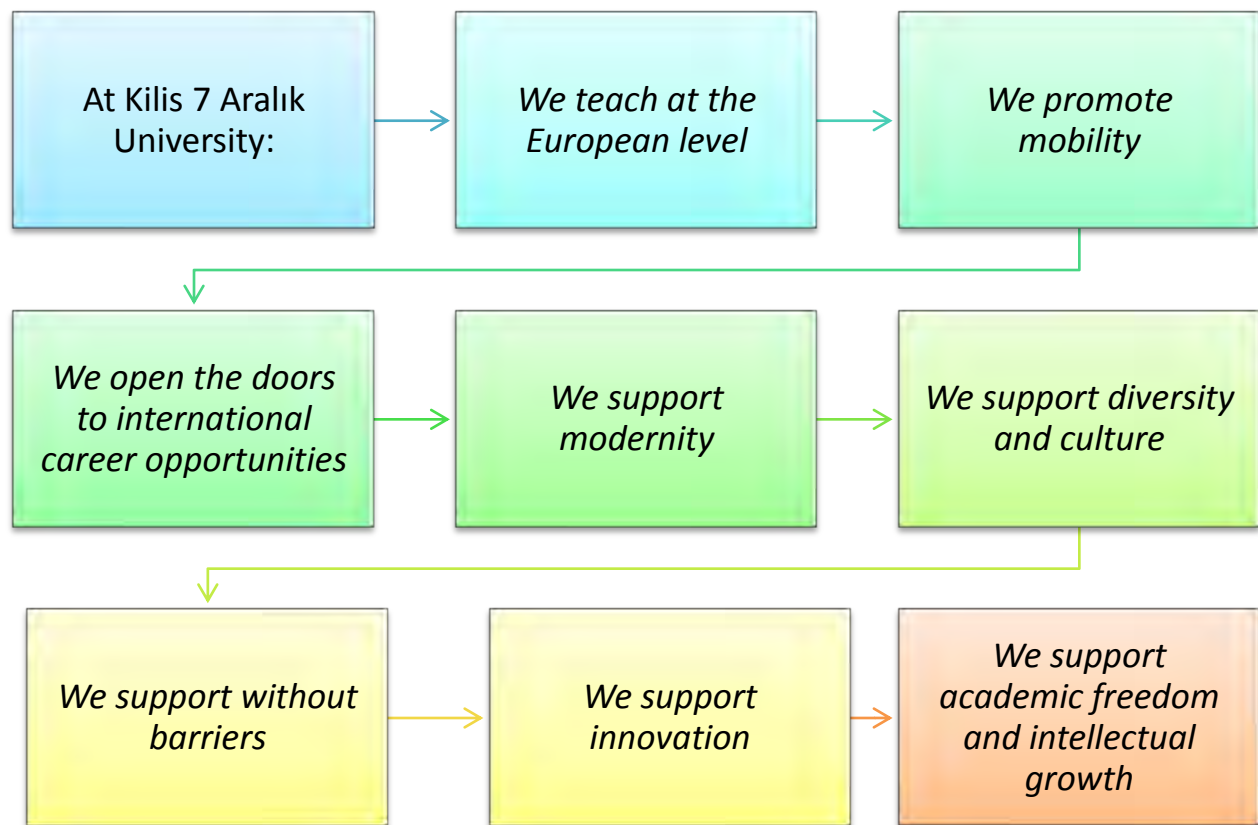 At Kilis 7 Aralık
University:
We teach at the
European level
We promote
mobility
We open the doors
to international
career opportunities
We support
modernity
We support diversity
and culture
We support without
barriers
We support
innovation
We support
academic freedom
and intellectual
growth